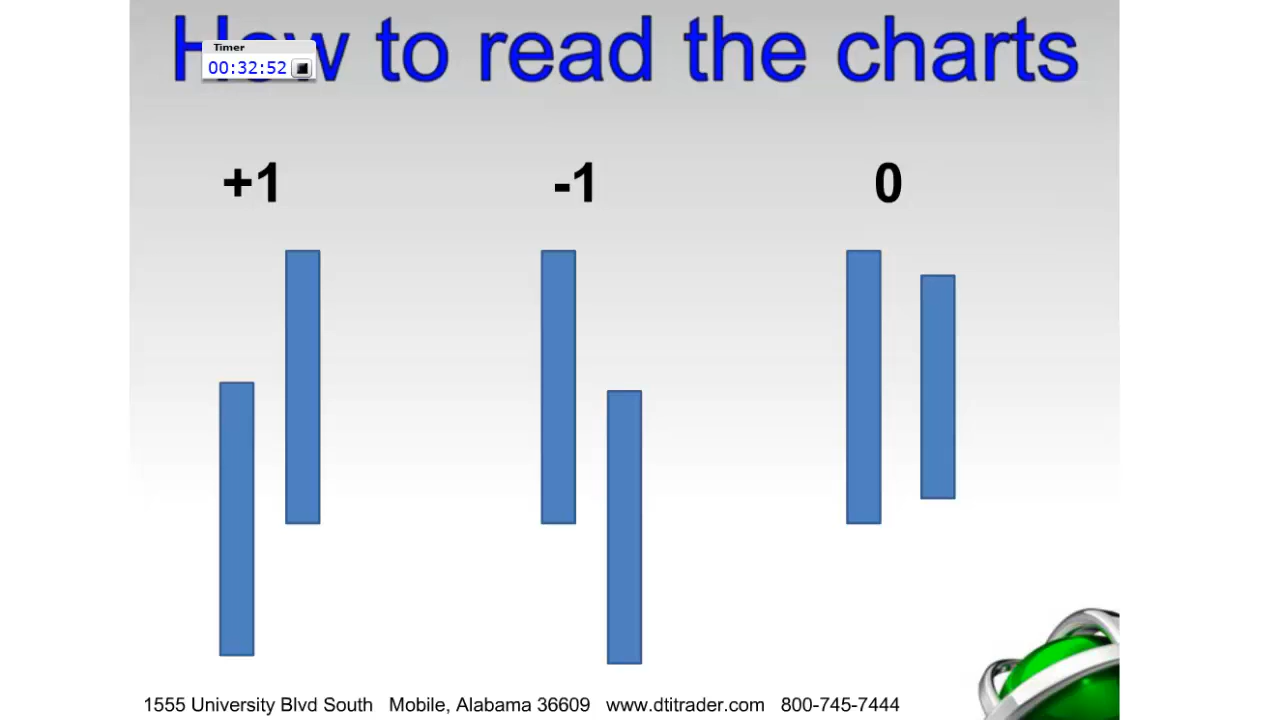 How to read the charts
Timer
00:32:52
+1 -1 0
1555 University Blvd South Mobile, Alabama 36609 www.dtitrader.com 800-745-7444